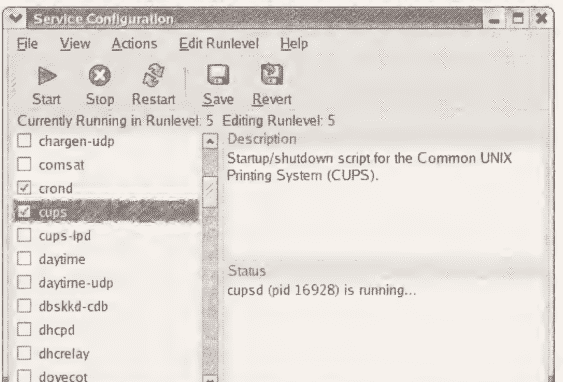 Service Configuration
File View Actions Edit Runlevel Help
Start Stop Restart Save Revert
Currently Running in Runlevel: 5 Editing Runlevel: 5
chargen-udp
comsat
crond
cups
cups-lpd
daytime
daytime-udp
dbskkd-cdb
dhcpd
dhcrelay
dovecot
Description
Startup/shutdown script for the Common UNIX
Printing System (CUPS).
Status
cupsd (pid 16928) is running...